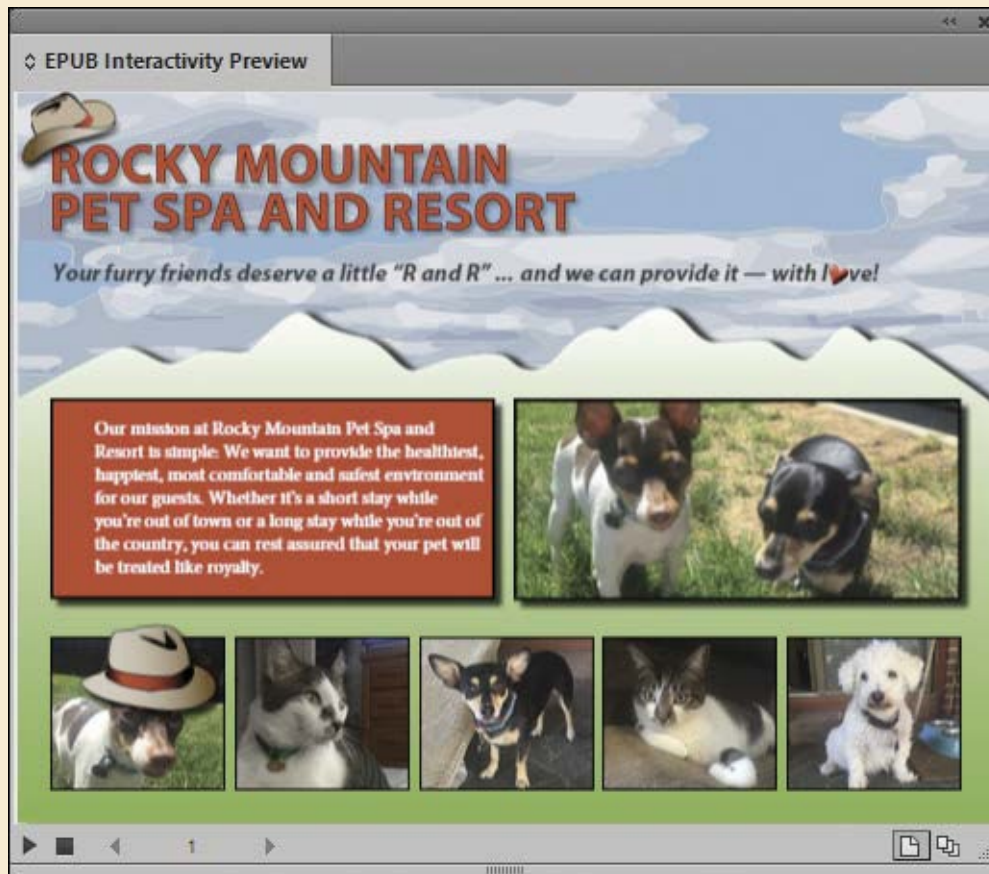 EPUB Interactivity Preview
ROCKY MOUNTAIN
PET SPA AND RESORT
Your furry friends deserve a little “R and R” ... and we can provide it — with l ve!
Our mission at Rocky Mountain Pet Spa and
Resort is simple: We want to provide the healthiest,
happiest, most comfortable and safest environment
for our guests. Whether it's a short stay while
you're out of town or a long stay while you're out of
the country, you can rest assured that your pet will
be treated like royalty.
1